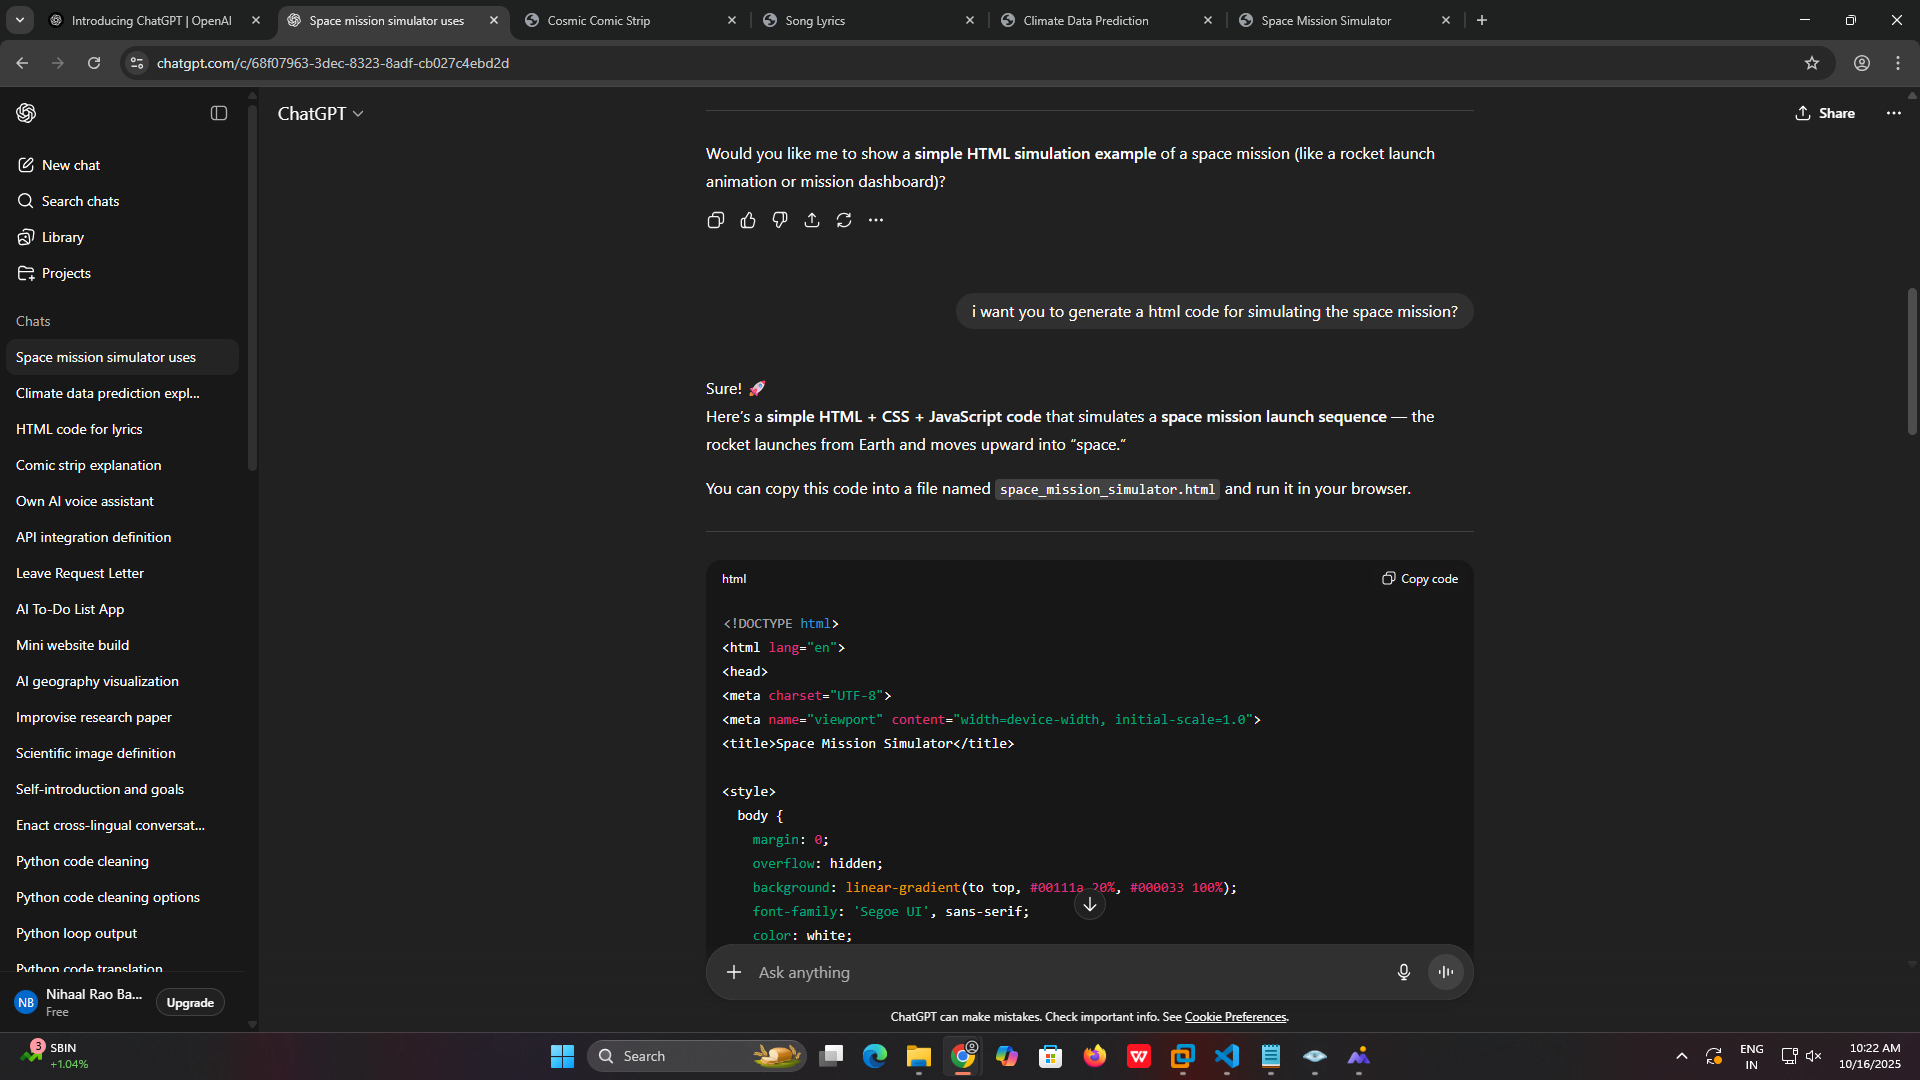 Introducing ChatGPT | OpenAI
Space mission simulator uses
Cosmic Comic Strip
Song Lyrics
Climate Data Prediction
Space Mission Simulator
chatgpt.com/c/68f07963-3dec-8323-8adf-cb027c4ebd2d
ChatGPT
Share
New chat
Search chats
Library
Projects
Chats
Space mission simulator uses
Climate data prediction expl...
HTML code for lyrics
Comic strip explanation
Own AI voice assistant
API integration definition
Leave Request Letter
AI To-Do List App
Mini website build
AI geography visualization
Improvise research paper
Scientific image definition
Self-introduction and goals
Enact cross-lingual conversat...
Python code cleaning
Python code cleaning options
Python loop output
Python code translation
NB
Nihaal Rao Ba...
Free
Upgrade
Would you like me to show a simple HTML simulation example of a space mission (like a rocket launch
animation or mission dashboard)?
i want you to generate a html code for simulating the space mission?
Sure! 🚀
Here’s a simple HTML + CSS + JavaScript code that simulates a space mission launch sequence — the
rocket launches from Earth and moves upward into “space.”
You can copy this code into a file named space_mission_simulator.html and run it in your browser.
html
Copy code
<!DOCTYPE html>
<html lang="en">
<head>
<meta charset="UTF-8">
<meta name="viewport" content="width=device-width, initial-scale=1.0">
<title>Space Mission Simulator</title>
<style>
body {
margin: 0;
overflow: hidden;
background: linear-gradient(to top, #00111a 20%, #000033 100%);
font-family: 'Segoe UI', sans-serif;
color: white;
Ask anything
ChatGPT can make mistakes. Check important info. See Cookie Preferences.
3
SBIN
+1.04%
Search
W
ENG
IN
10:22 AM
10/16/2025